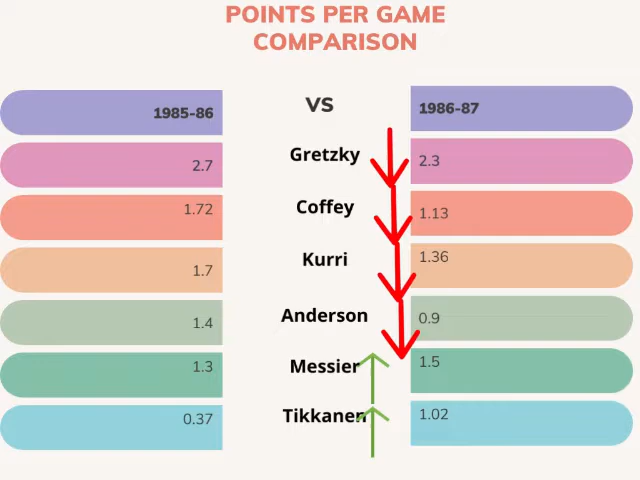 POINTS PER GAME
COMPARISON
1985-86 VS 1986-87
2.7 Gretzky 2.3
1.72 Coffey 1.13
1.7 Kurri 1.36
1.4 Anderson 0.9
1.3 Messier 1.5
0.37 Tikkanen 1.02